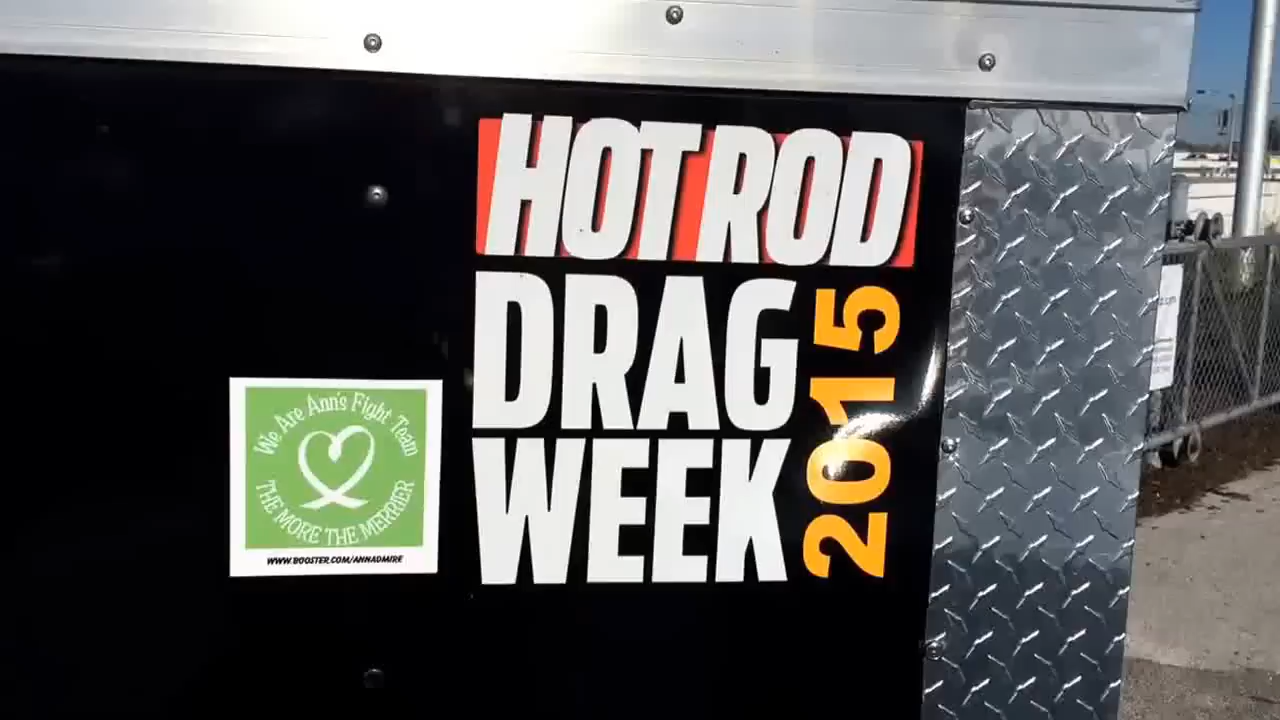 HOT ROD
DRAG
WEEK
2015
We Are Ann's Fight Team
THE MORE THE MERRIER
WWW.BOOSTER.COM/ANNADMIRE